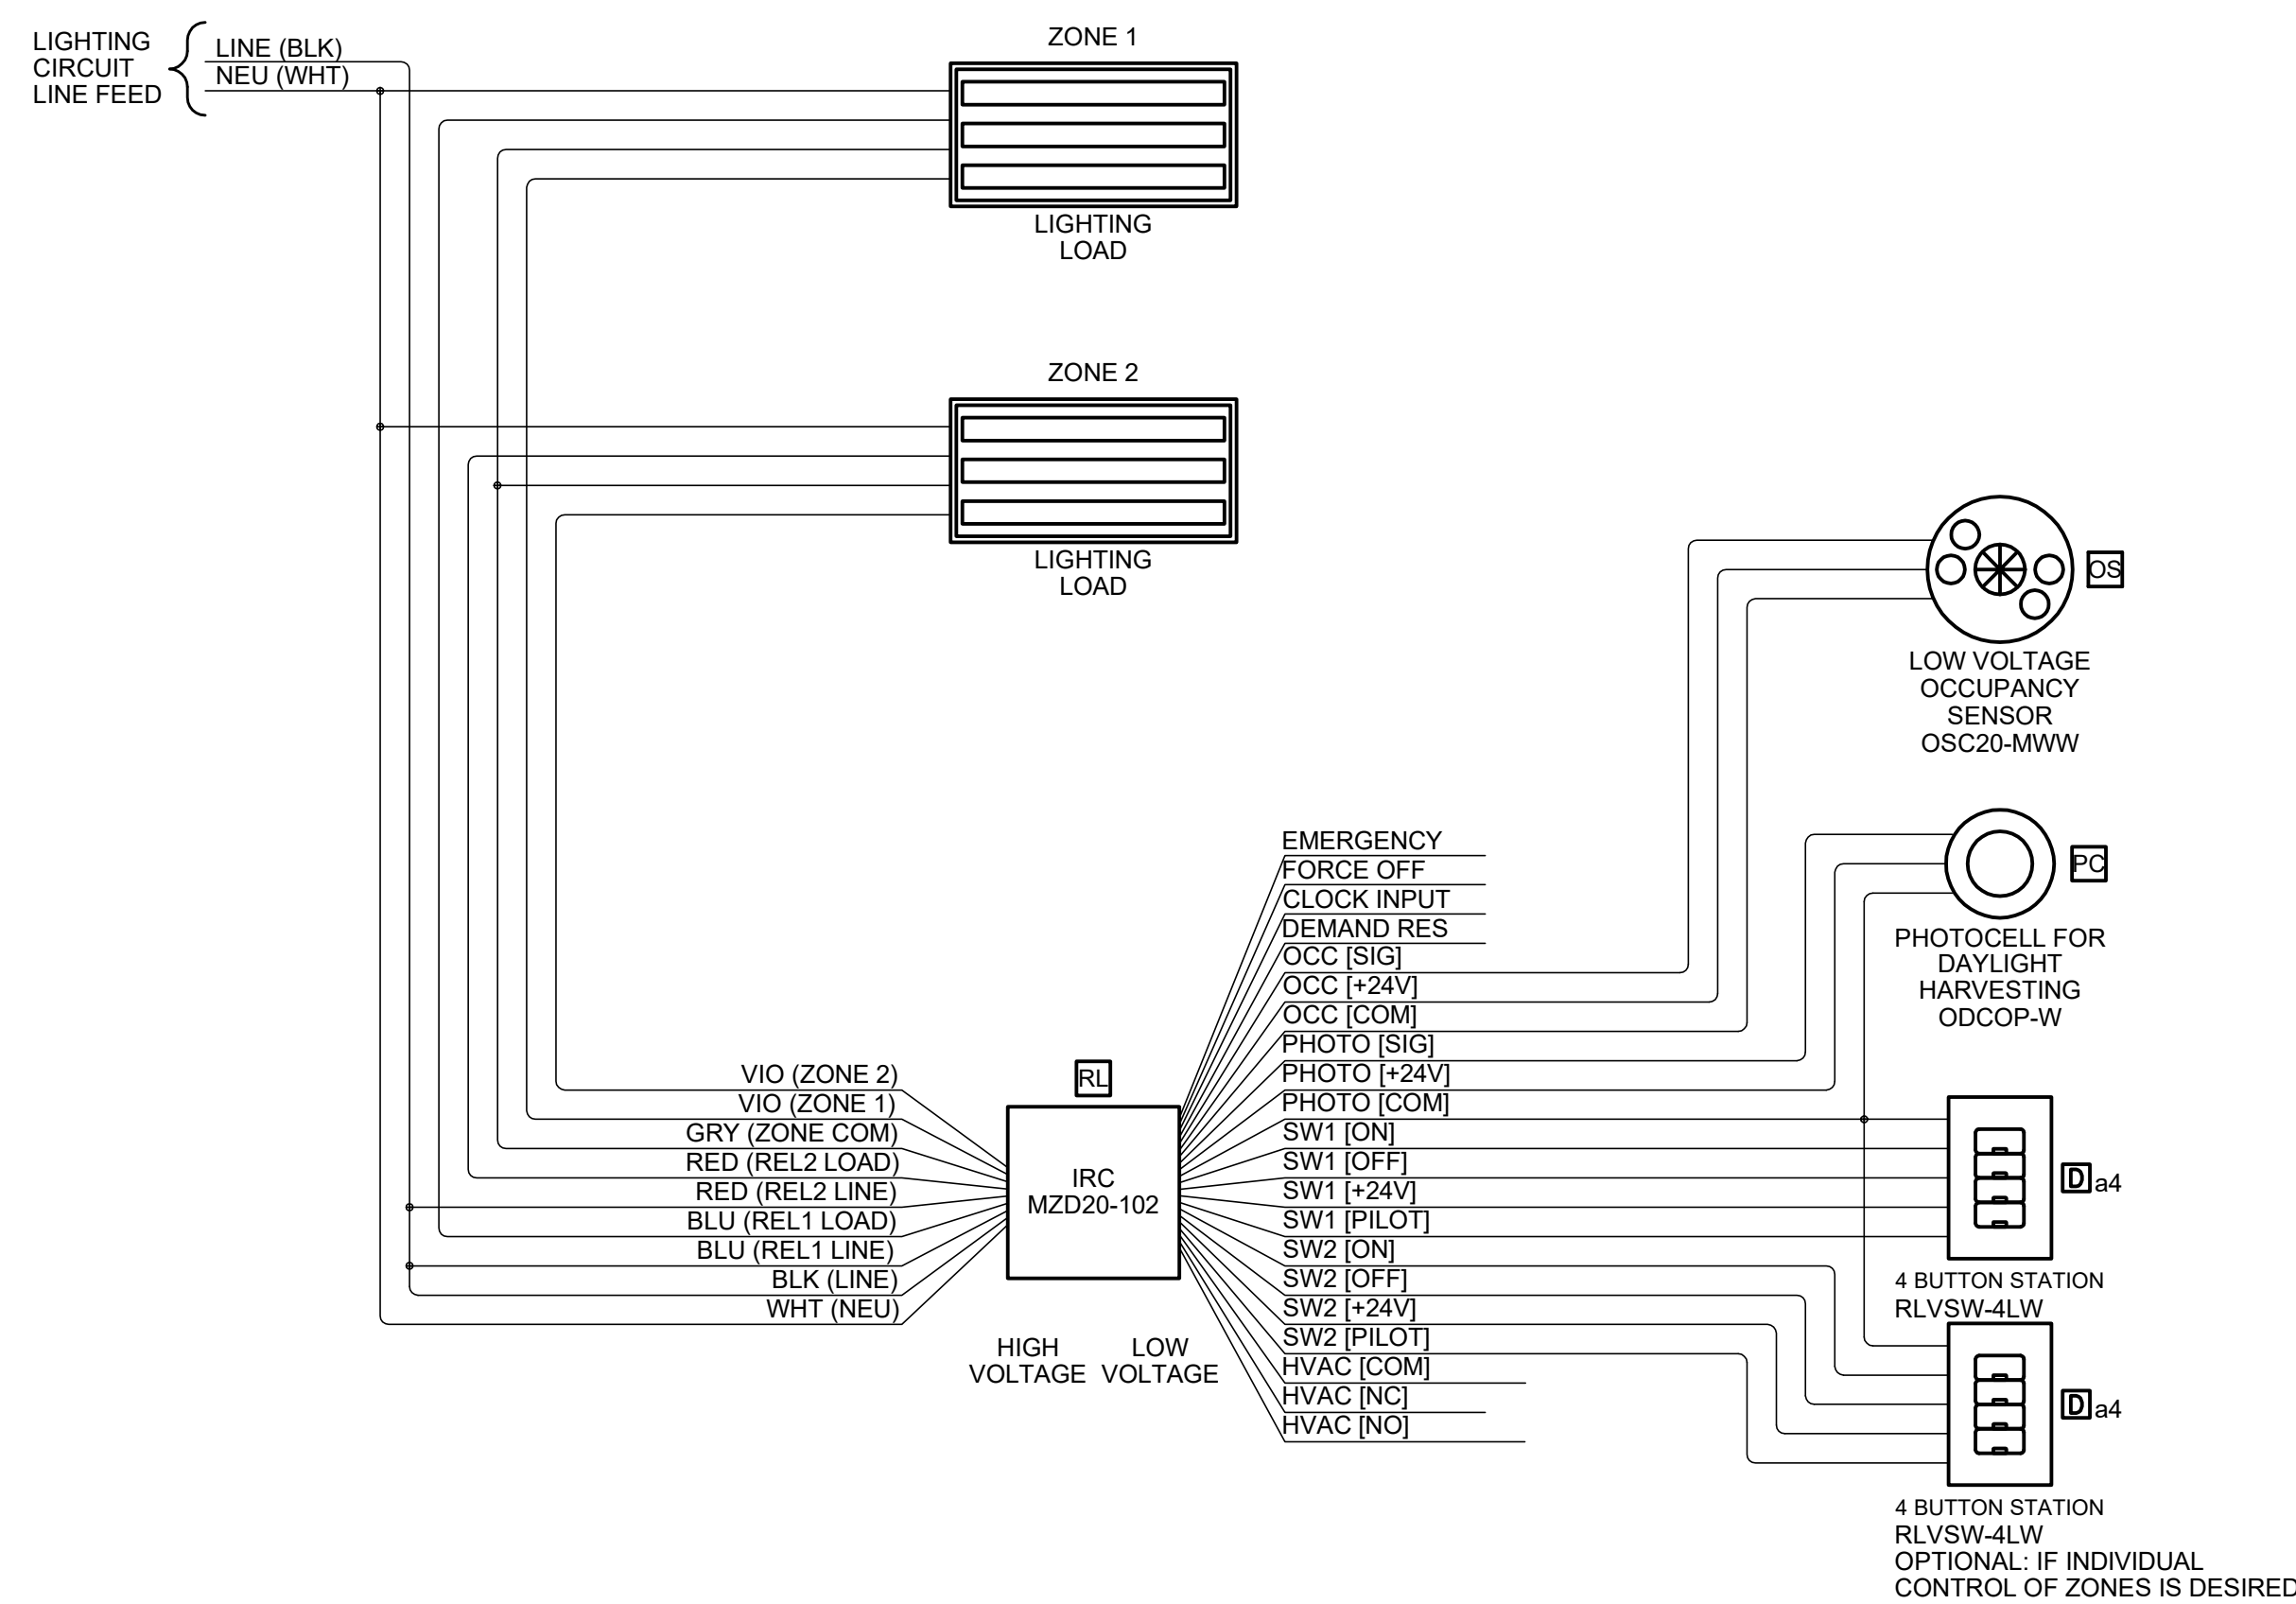 LIGHTING
CIRCUIT
LINE FEED
LINE (BLK)
NEU (WHT)
ZONE 1
LIGHTING
LOAD
ZONE 2
LIGHTING
LOAD
OS
LOW VOLTAGE
OCCUPANCY
SENSOR
OSC20-MWW
PC
PHOTOCELL FOR
DAYLIGHT
HARVESTING
ODCOP-W
VIO (ZONE 2)
VIO (ZONE 1)
GRY (ZONE COM)
RED (REL2 LOAD)
RED (REL2 LINE)
BLU (REL1 LOAD)
BLU (REL1 LINE)
BLK (LINE)
WHT (NEU)
RL
IRC
MZD20-102
HIGH
VOLTAGE
LOW
VOLTAGE
EMERGENCY
FORCE OFF
CLOCK INPUT
DEMAND RES
OCC [SIG]
OCC [+24V]
OCC [COM]
PHOTO [SIG]
PHOTO [+24V]
PHOTO [COM]
SW1 [ON]
SW1 [OFF]
SW1 [+24V]
SW1 [PILOT]
SW2 [ON]
SW2 [OFF]
SW2 [+24V]
SW2 [PILOT]
HVAC [COM]
HVAC [NC]
HVAC [NO]
D a4
4 BUTTON STATION
RLVSW-4LW
D a4
4 BUTTON STATION
RLVSW-4LW
OPTIONAL: IF INDIVIDUAL
CONTROL OF ZONES IS DESIRED